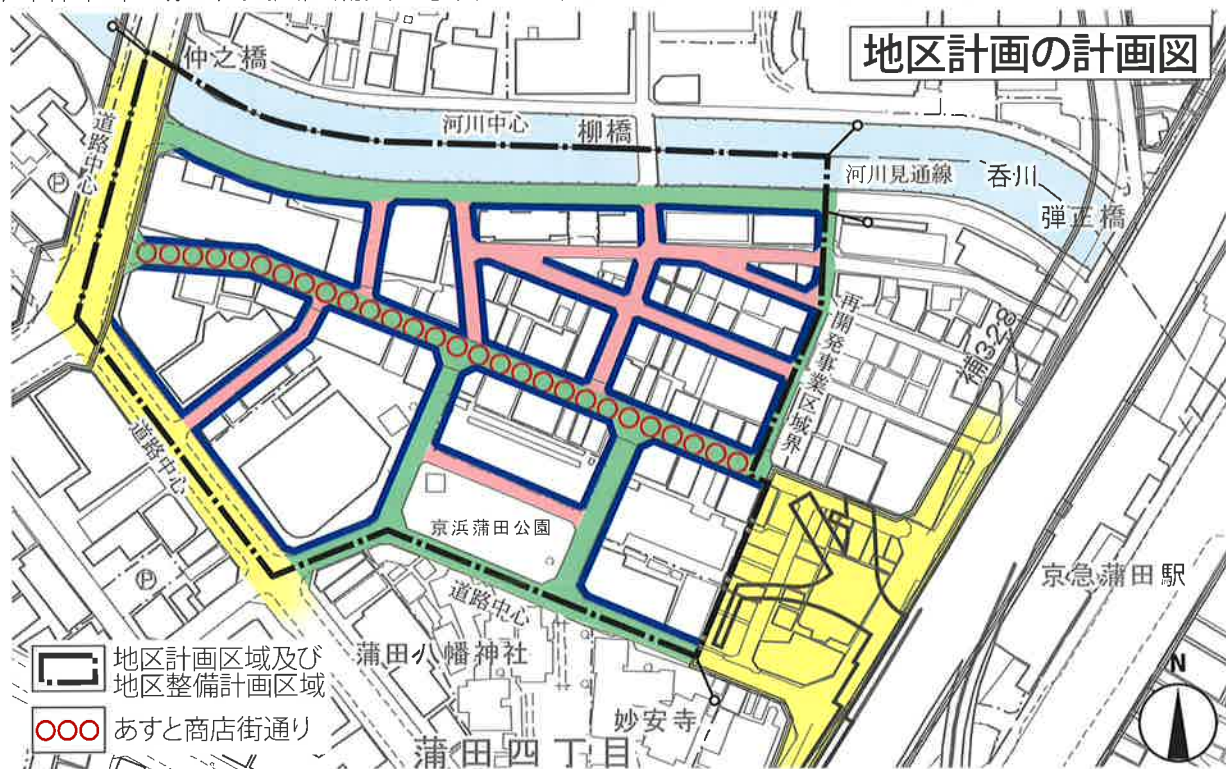 地区計画の計画図
仲之橋
道路中心
河川中心
柳橋
河川見通線
呑川
弾正橋
Ⓟ
補328
再開発事業区域界
道路中心
京浜蒲田公園
道路中心
京急蒲田駅
Ⓟ
蒲田八幡神社
妙安寺
蒲田四丁目
N
地区計画区域及び
地区整備計画区域
あすと商店街通り